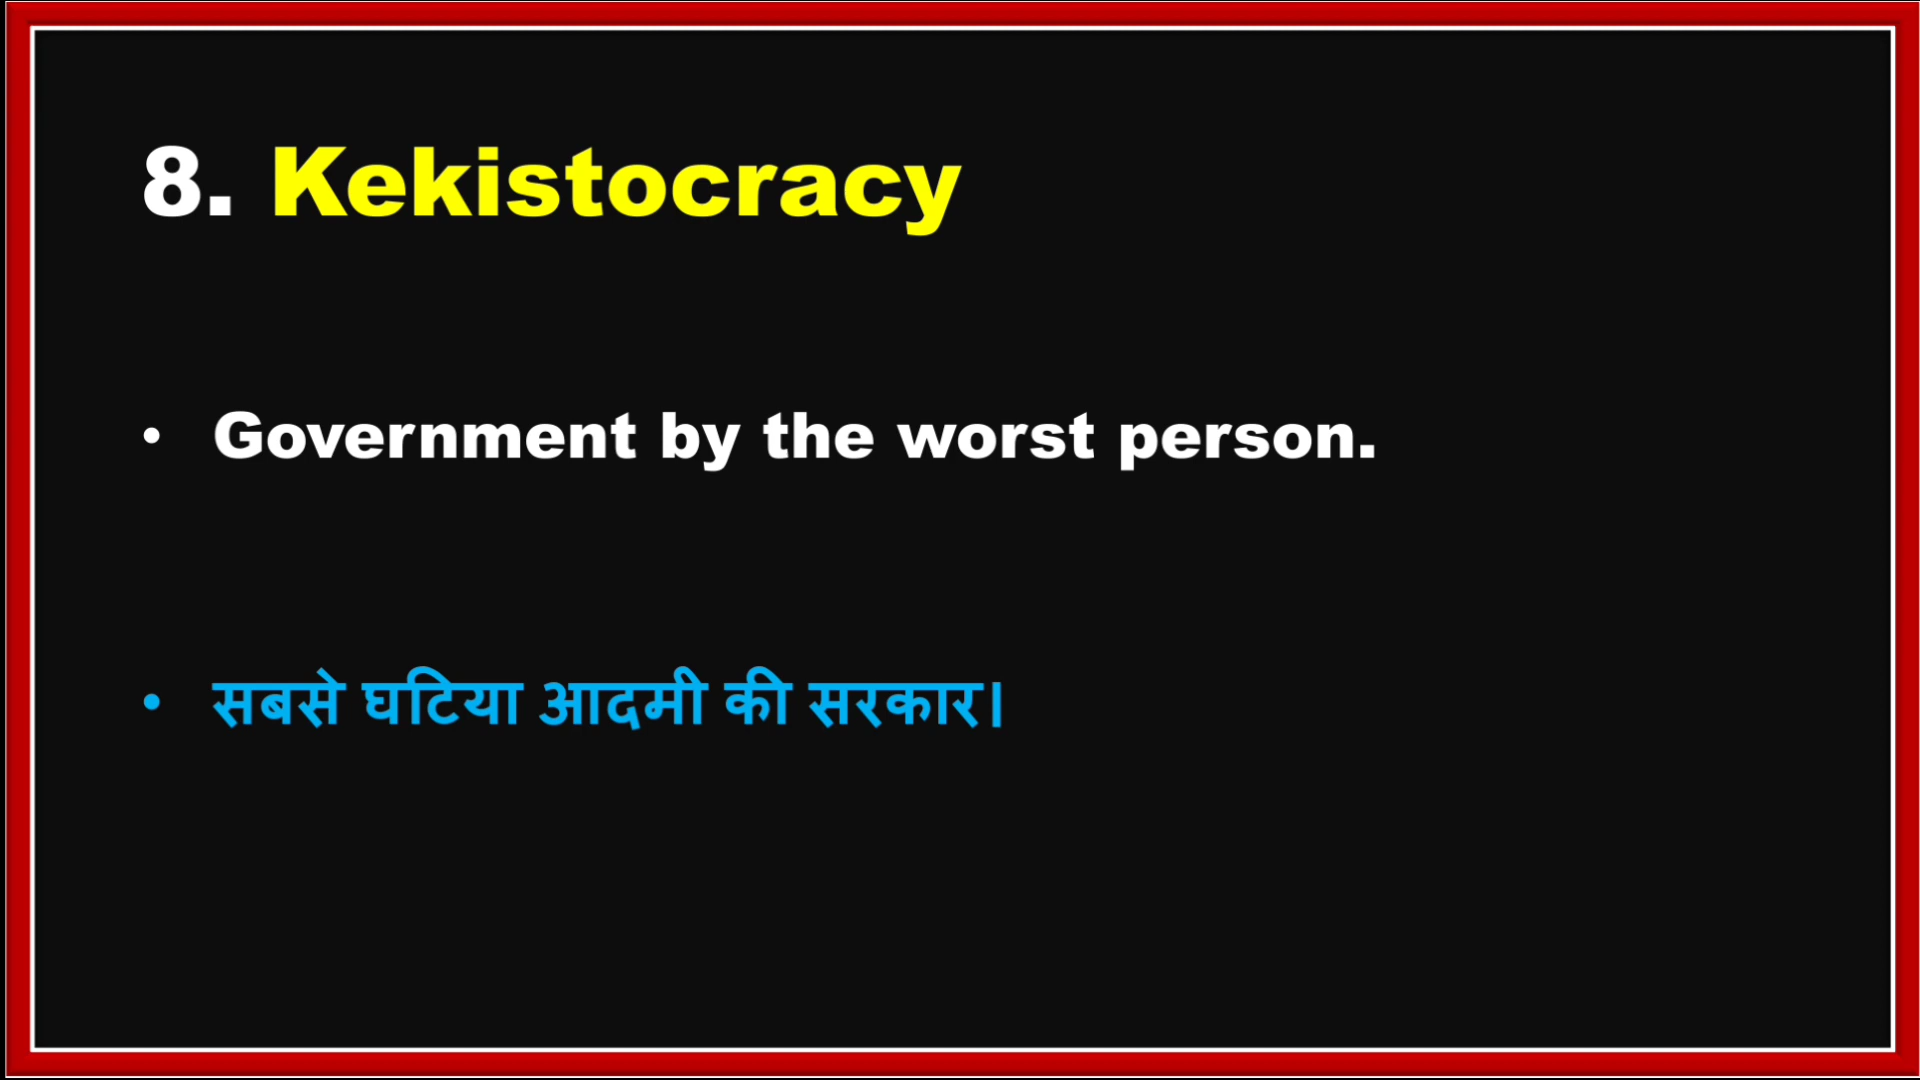 8. Kekistocracy
• Government by the worst person.
• सबसे घटिया आदमी की सरकार।